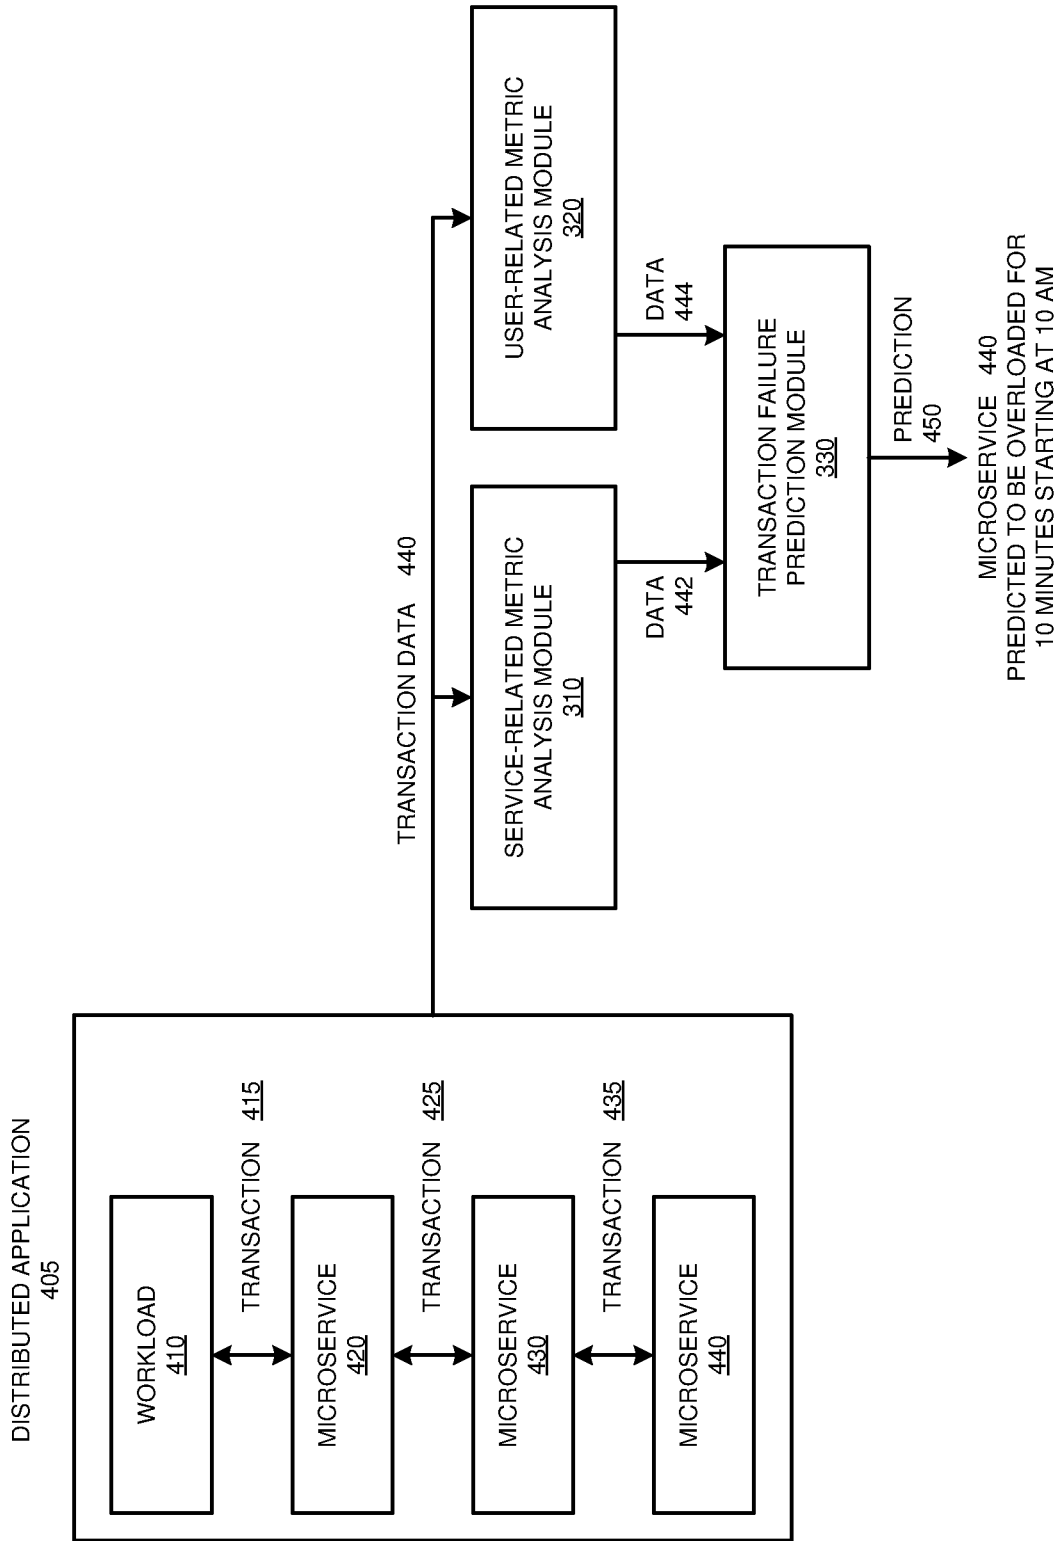 DISTRIBUTED APPLICATION
405
WORKLOAD
410
TRANSACTION 415
MICROSERVICE
420
TRANSACTION 425
MICROSERVICE
430
TRANSACTION 435
MICROSERVICE
440
TRANSACTION DATA 440
SERVICE-RELATED METRIC
ANALYSIS MODULE
310
USER-RELATED METRIC
ANALYSIS MODULE
320
DATA
442
DATA
444
TRANSACTION FAILURE
PREDICTION MODULE
330
PREDICTION
450
MICROSERVICE 440
PREDICTED TO BE OVERLOADED FOR
10 MINUTES STARTING AT 10 AM